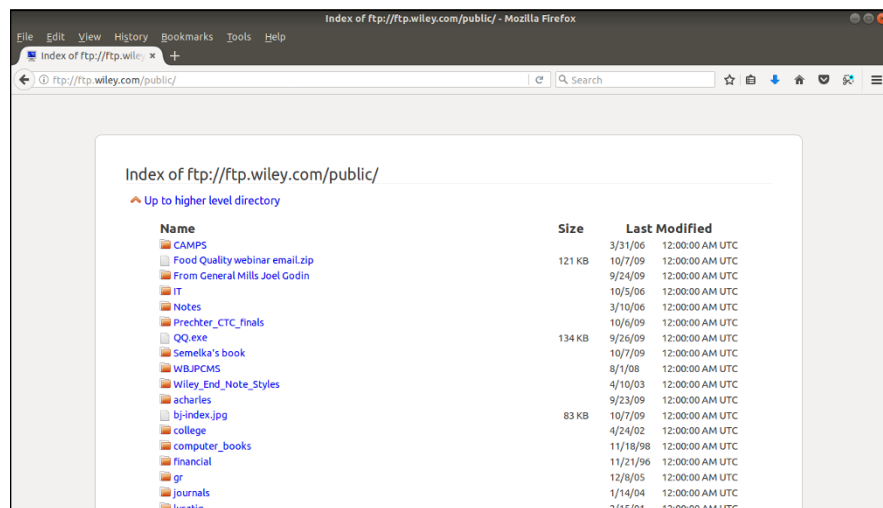 Index of ftp://ftp.wiley.com/public/ - Mozilla Firefox
File Edit View History Bookmarks Tools Help
Index of ftp://ftp.wiley × +
ftp://ftp.wiley.com/public/ Search
Index of ftp://ftp.wiley.com/public/
Up to higher level directory
Name Size Last Modified
CAMPS 3/31/06 12:00:00 AM UTC
Food Quality webinar email.zip 121 KB 10/7/09 12:00:00 AM UTC
From General Mills Joel Godin 9/24/09 12:00:00 AM UTC
IT 10/5/06 12:00:00 AM UTC
Notes 3/10/06 12:00:00 AM UTC
Prechter_CTC_finals 10/6/09 12:00:00 AM UTC
QQ.exe 134 KB 9/26/09 12:00:00 AM UTC
Semelka's book 10/7/09 12:00:00 AM UTC
WBJPCMS 8/1/08 12:00:00 AM UTC
Wiley_End_Note_Styles 4/10/03 12:00:00 AM UTC
acharles 9/23/09 12:00:00 AM UTC
bj-index.jpg 83 KB 10/7/09 12:00:00 AM UTC
college 4/24/02 12:00:00 AM UTC
computer_books 11/18/98 12:00:00 AM UTC
financial 11/21/96 12:00:00 AM UTC
gr 12/8/05 12:00:00 AM UTC
journals 1/14/04 12:00:00 AM UTC
12:00:00 AM UTC